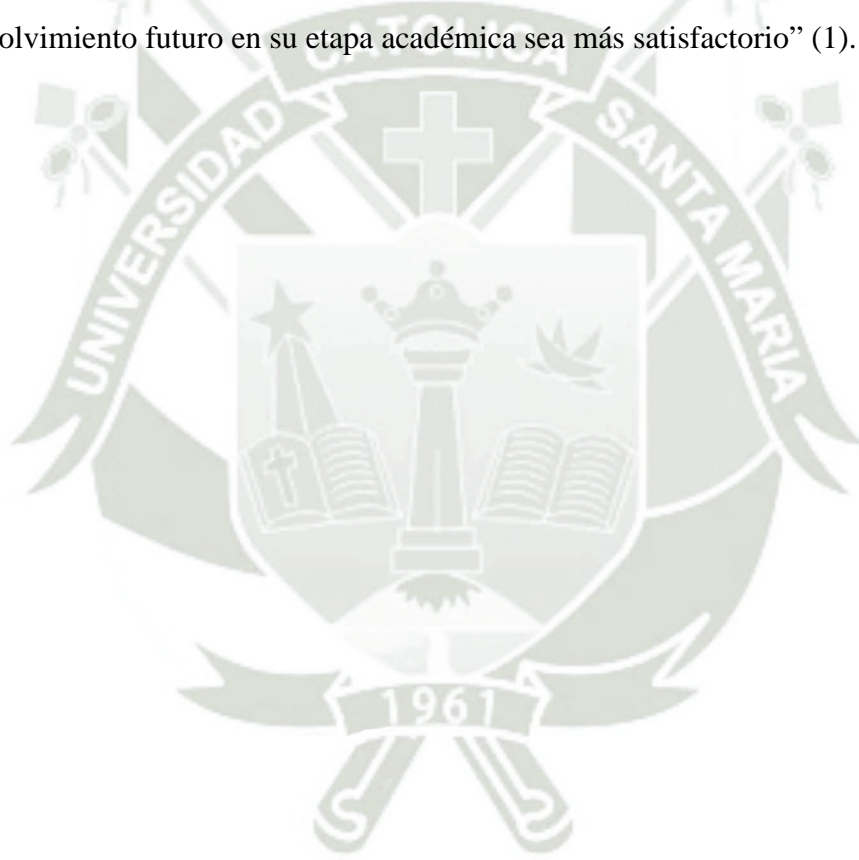 olvimiento futuro en su etapa académica sea más satisfactorio” (1).
UNIVERSIDAD CATOLICA SANTA MARIA
1961